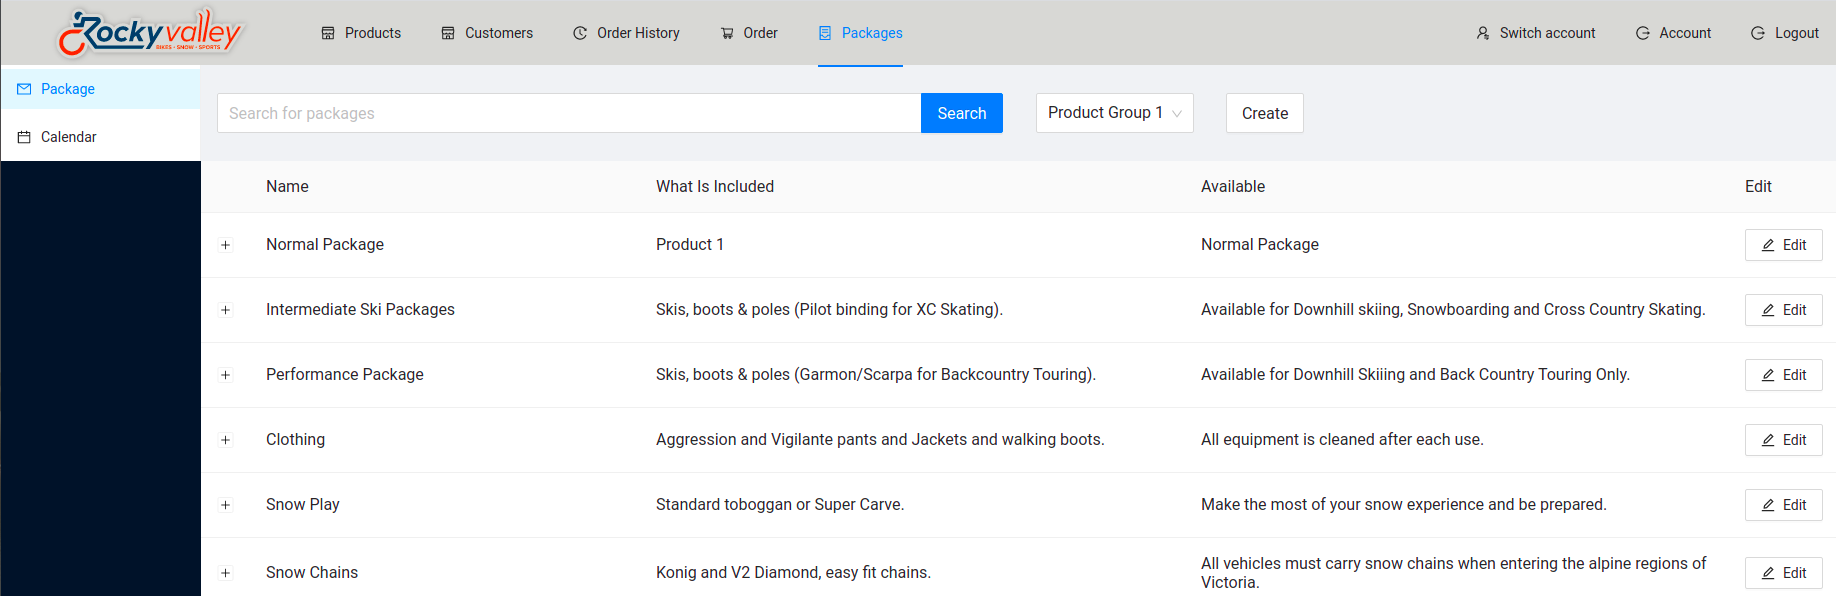 Rockyvalley
BIKES • SNOW • SPORTS
Products
Customers
Order History
Order
Packages
Switch account
Account
Logout
Package
Calendar
Search for packages
Search
Product Group 1
Create
Name What Is Included Available Edit
Normal Package Product 1 Normal Package Edit
Intermediate Ski Packages Skis, boots & poles (Pilot binding for XC Skating). Available for Downhill skiing, Snowboarding and Cross Country Skating. Edit
Performance Package Skis, boots & poles (Garmon/Scarpa for Backcountry Touring). Available for Downhill Skiiing and Back Country Touring Only. Edit
Clothing Aggression and Vigilante pants and Jackets and walking boots. All equipment is cleaned after each use. Edit
Snow Play Standard toboggan or Super Carve. Make the most of your snow experience and be prepared. Edit
Snow Chains Konig and V2 Diamond, easy fit chains. All vehicles must carry snow chains when entering the alpine regions of
Victoria. Edit